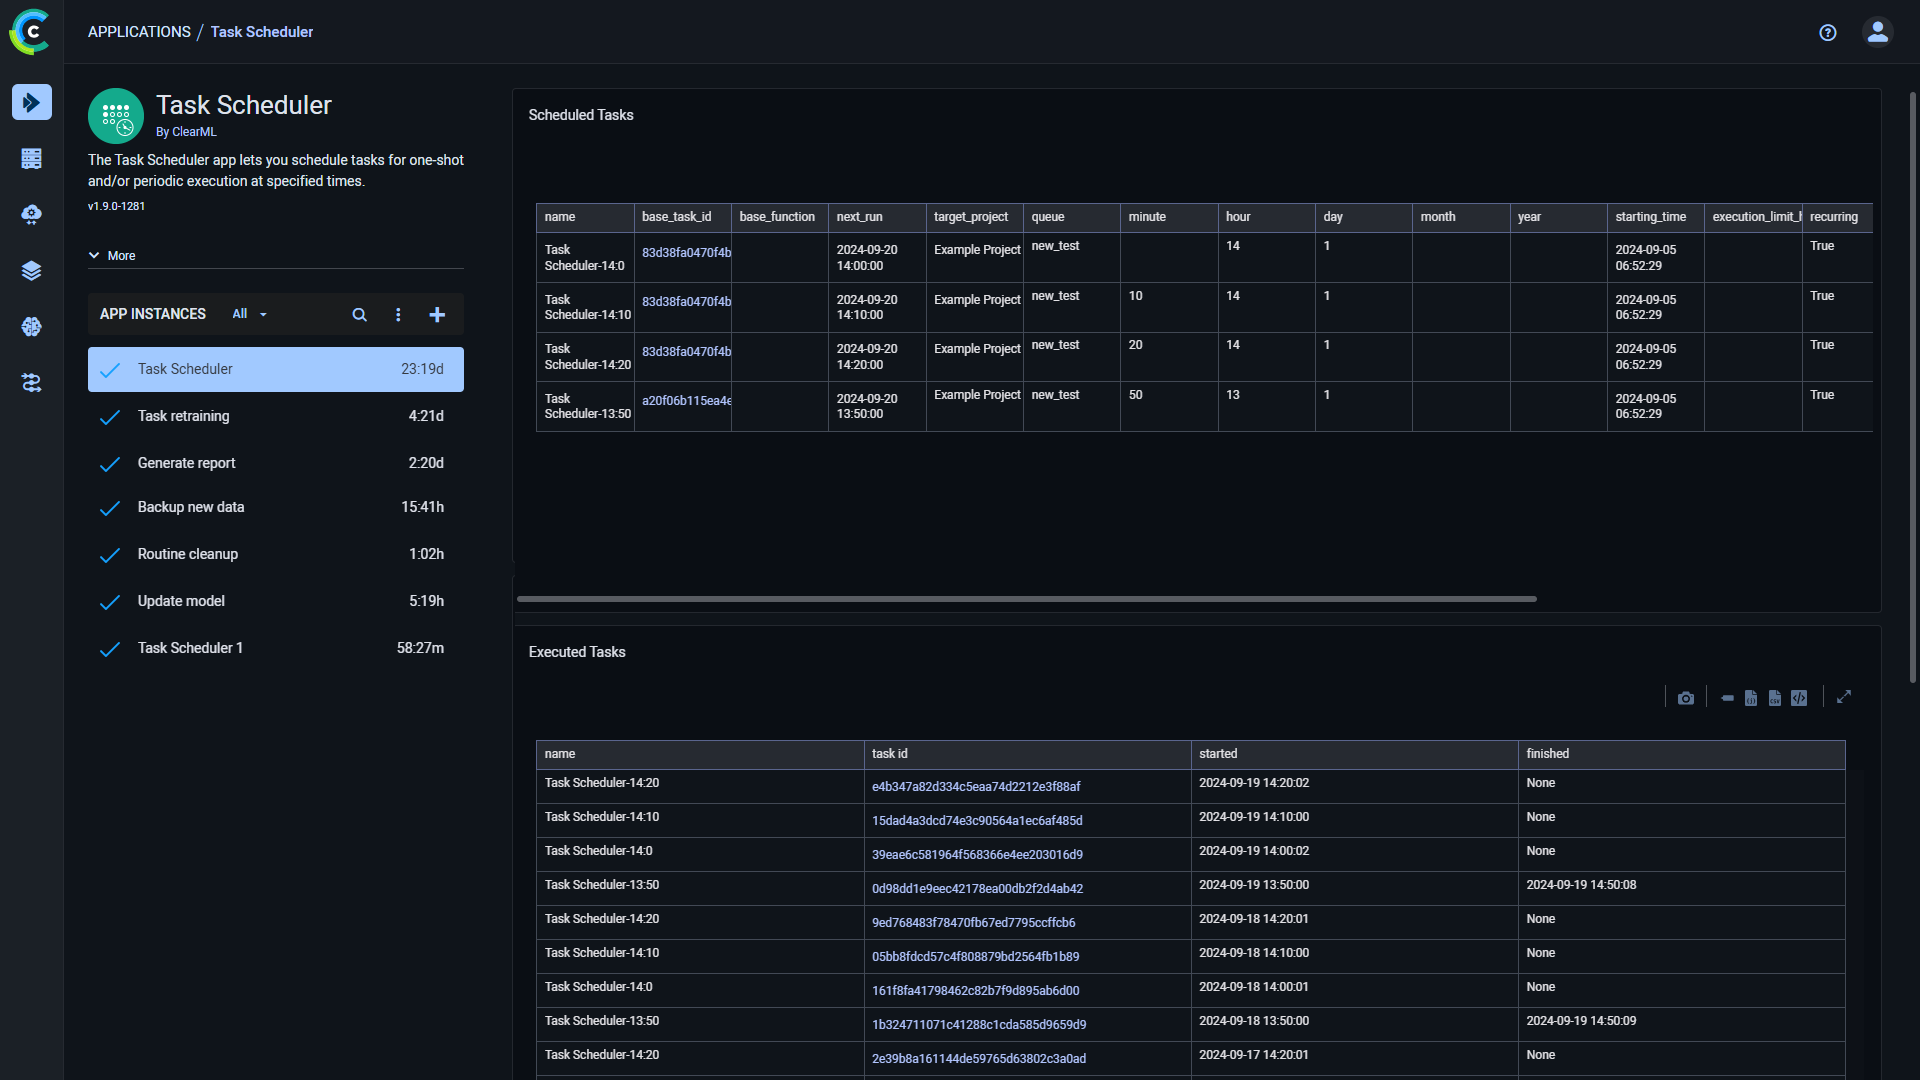 APPLICATIONS / Task Scheduler
Task Scheduler
By ClearML
The Task Scheduler app lets you schedule tasks for one-shot
and/or periodic execution at specified times.
v1.9.0-1281
More
APP INSTANCES All
Task Scheduler 23:19d
Task retraining 4:21d
Generate report 2:20d
Backup new data 15:41h
Routine cleanup 1:02h
Update model 5:19h
Task Scheduler 1 58:27m
Scheduled Tasks
name base_task_id base_function next_run target_project queue minute hour day month year starting_time execution_limit_h recurring
Task Scheduler-14:0 83d38fa0470f4b 2024-09-20 14:00:00 Example Project new_test 14 1 2024-09-05 06:52:29 True
Task Scheduler-14:10 83d38fa0470f4b 2024-09-20 14:10:00 Example Project new_test 10 14 1 2024-09-05 06:52:29 True
Task Scheduler-14:20 83d38fa0470f4b 2024-09-20 14:20:00 Example Project new_test 20 14 1 2024-09-05 06:52:29 True
Task Scheduler-13:50 a20f06b115ea4e 2024-09-20 13:50:00 Example Project new_test 50 13 1 2024-09-05 06:52:29 True
Executed Tasks
name task id started finished
Task Scheduler-14:20 e4b347a82d334c5eaa74d2212e3f88af 2024-09-19 14:20:02 None
Task Scheduler-14:10 15dad4a3dcd74e3c90564a1ec6af485d 2024-09-19 14:10:00 None
Task Scheduler-14:0 39eae6c581964f568366e4ee203016d9 2024-09-19 14:00:02 None
Task Scheduler-13:50 0d98dd1e9eec42178ea00db2f2d4ab42 2024-09-19 13:50:00 2024-09-19 14:50:08
Task Scheduler-14:20 9ed768483f78470fb67ed7795ccffcb6 2024-09-18 14:20:01 None
Task Scheduler-14:10 05bb8fdcd57c4f808879bd2564fb1b89 2024-09-18 14:10:00 None
Task Scheduler-14:0 161f8fa41798462c82b7f9d895ab6d00 2024-09-18 14:00:01 None
Task Scheduler-13:50 1b324711071c41288c1cda585d9659d9 2024-09-18 13:50:00 2024-09-19 14:50:09
Task Scheduler-14:20 2e39b8a161144de59765d63802c3a0ad 2024-09-17 14:20:01 None